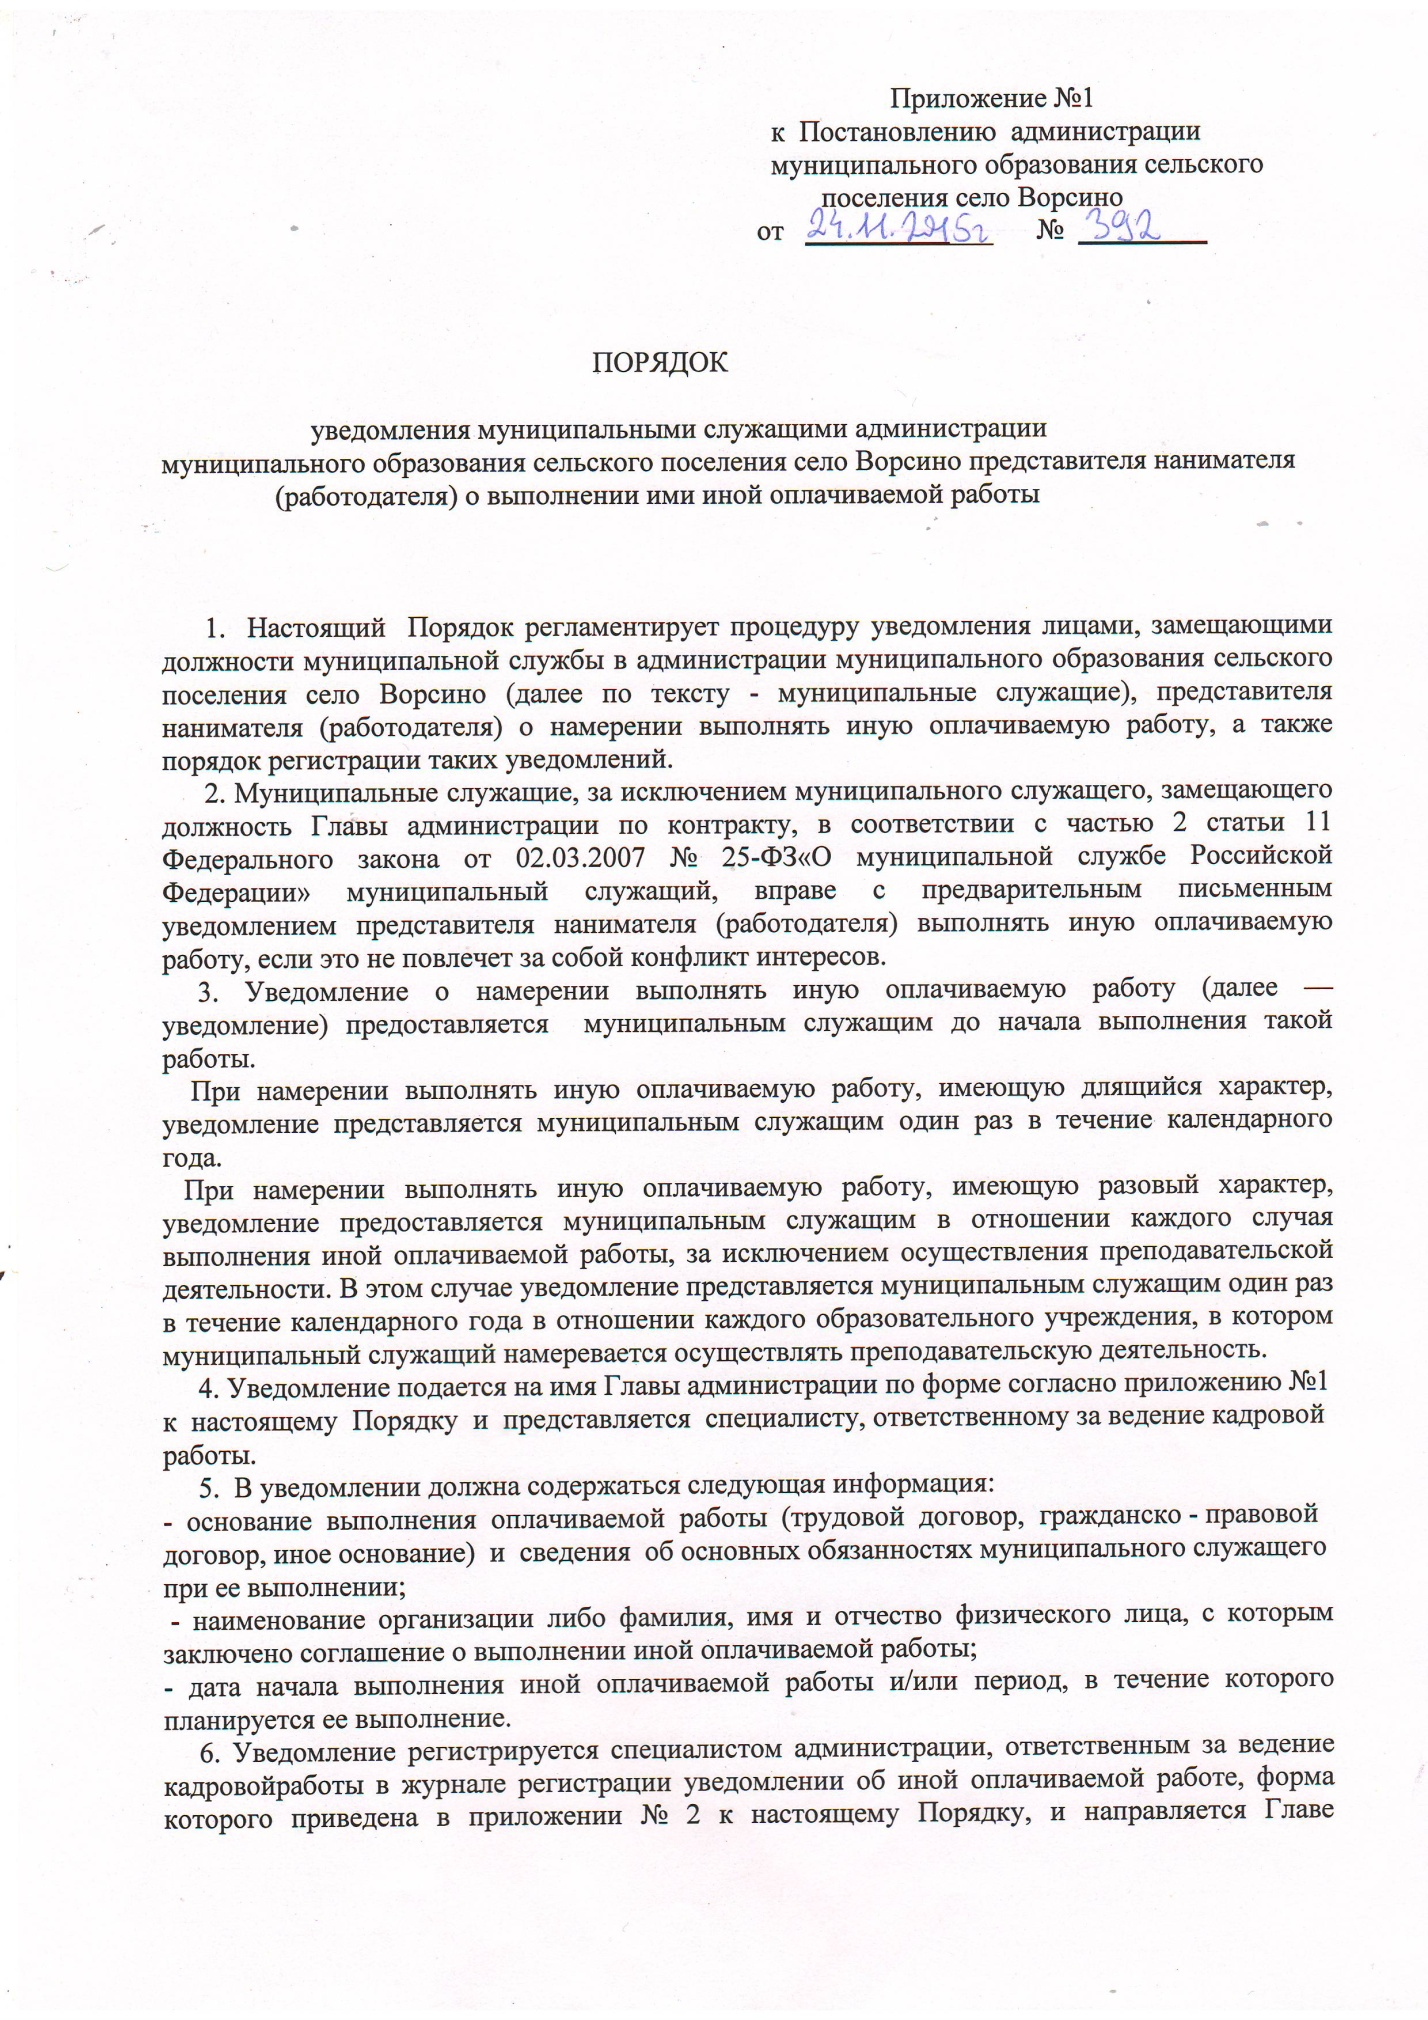 Приложение №1
к Постановлению администрации
муниципального образования сельского
поселения село Ворсино
от 24.11.2015г № 392
ПОРЯДОК
уведомления муниципальными служащими администрации
муниципального образования сельского поселения село Ворсино представителя нанимателя
(работодателя) о выполнении ими иной оплачиваемой работы
1. Настоящий Порядок регламентирует процедуру уведомления лицами, замещающими
должности муниципальной службы в администрации муниципального образования сельского
поселения село Ворсино (далее по тексту - муниципальные служащие), представителя
нанимателя (работодателя) о намерении выполнять иную оплачиваемую работу, а также
порядок регистрации таких уведомлений.
2. Муниципальные служащие, за исключением муниципального служащего, замещающего
должность Главы администрации по контракту, в соответствии с частью 2 статьи 11
Федерального закона от 02.03.2007 № 25-ФЗ«О муниципальной службе Российской
Федерации» муниципальный служащий, вправе с предварительным письменным
уведомлением представителя нанимателя (работодателя) выполнять иную оплачиваемую
работу, если это не повлечет за собой конфликт интересов.
3. Уведомление о намерении выполнять иную оплачиваемую работу (далее —
уведомление) предоставляется муниципальным служащим до начала выполнения такой
работы.
При намерении выполнять иную оплачиваемую работу, имеющую длящийся характер,
уведомление представляется муниципальным служащим один раз в течение календарного
года.
При намерении выполнять иную оплачиваемую работу, имеющую разовый характер,
уведомление предоставляется муниципальным служащим в отношении каждого случая
выполнения иной оплачиваемой работы, за исключением осуществления преподавательской
деятельности. В этом случае уведомление представляется муниципальным служащим один раз
в течение календарного года в отношении каждого образовательного учреждения, в котором
муниципальный служащий намеревается осуществлять преподавательскую деятельность.
4. Уведомление подается на имя Главы администрации по форме согласно приложению №1
к настоящему Порядку и представляется специалисту, ответственному за ведение кадровой
работы.
5. В уведомлении должна содержаться следующая информация:
- основание выполнения оплачиваемой работы (трудовой договор, гражданско - правовой
договор, иное основание) и сведения об основных обязанностях муниципального служащего
при ее выполнении;
- наименование организации либо фамилия, имя и отчество физического лица, с которым
заключено соглашение о выполнении иной оплачиваемой работы;
- дата начала выполнения иной оплачиваемой работы и/или период, в течение которого
планируется ее выполнение.
6. Уведомление регистрируется специалистом администрации, ответственным за ведение
кадровойработы в журнале регистрации уведомлении об иной оплачиваемой работе, форма
которого приведена в приложении № 2 к настоящему Порядку, и направляется Главе